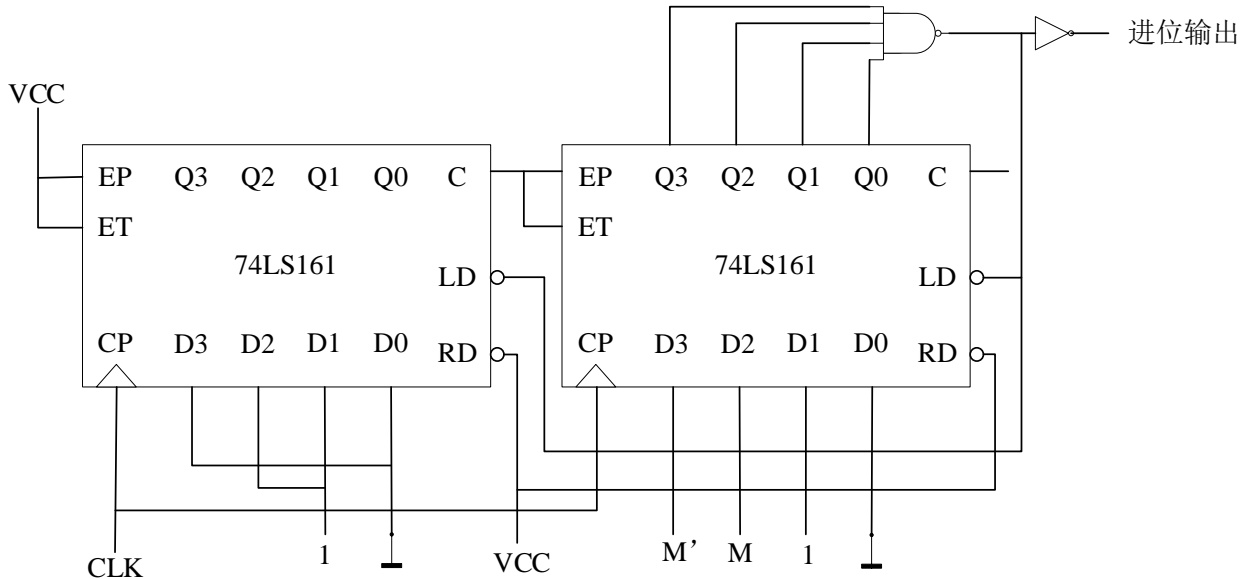 进位输出
VCC
EP Q3 Q2 Q1 Q0 C
ET
74LS161
LD
CP D3 D2 D1 D0 RD
EP Q3 Q2 Q1 Q0 C
ET
74LS161
LD
CP D3 D2 D1 D0 RD
CLK
1
VCC
M’
M
1